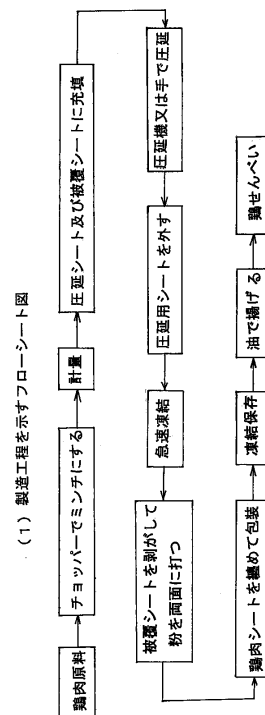 (1) 製造工程を示すフローシート図
鶏肉原料
チョッパーでミンチにする
計量
圧延シート及び被覆シートに充填
圧延機又は手で圧延
圧延用シートを外す
急速凍結
被覆シートを剥がして
粉を両面に打つ
鶏肉シートを纏めて包装
凍結保存
油で揚げる
鶏せんべい